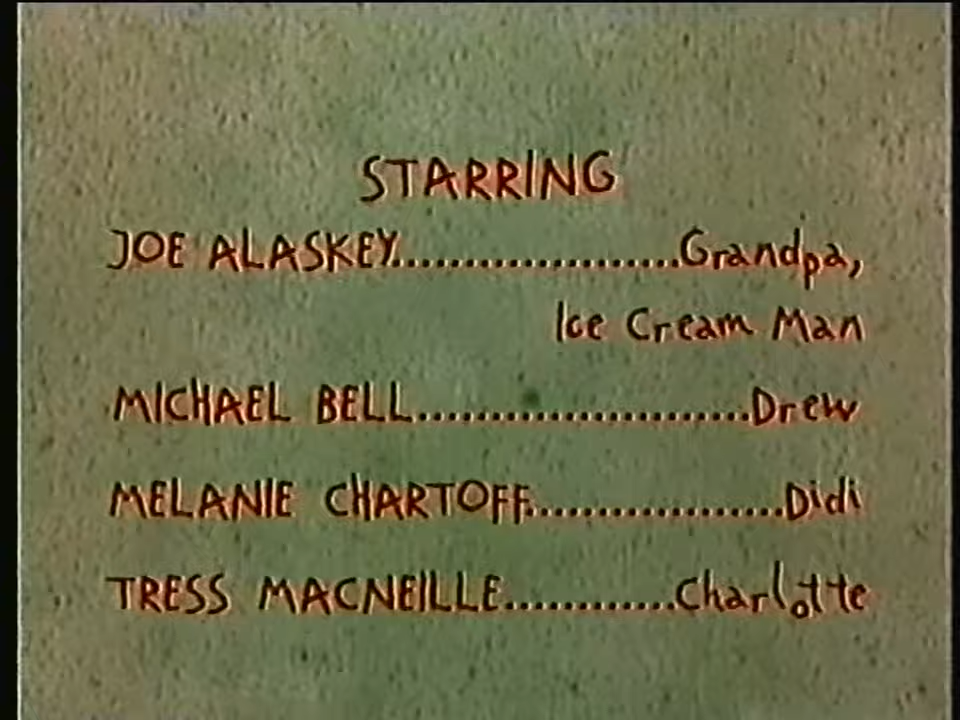 STARRING
JOE ALASKEY....................Grandpa,
Ice Cream Man
MICHAEL BELL.......................Drew
MELANIE CHARTOFF..................Didi
TRESS MACNEILLE............Charlotte